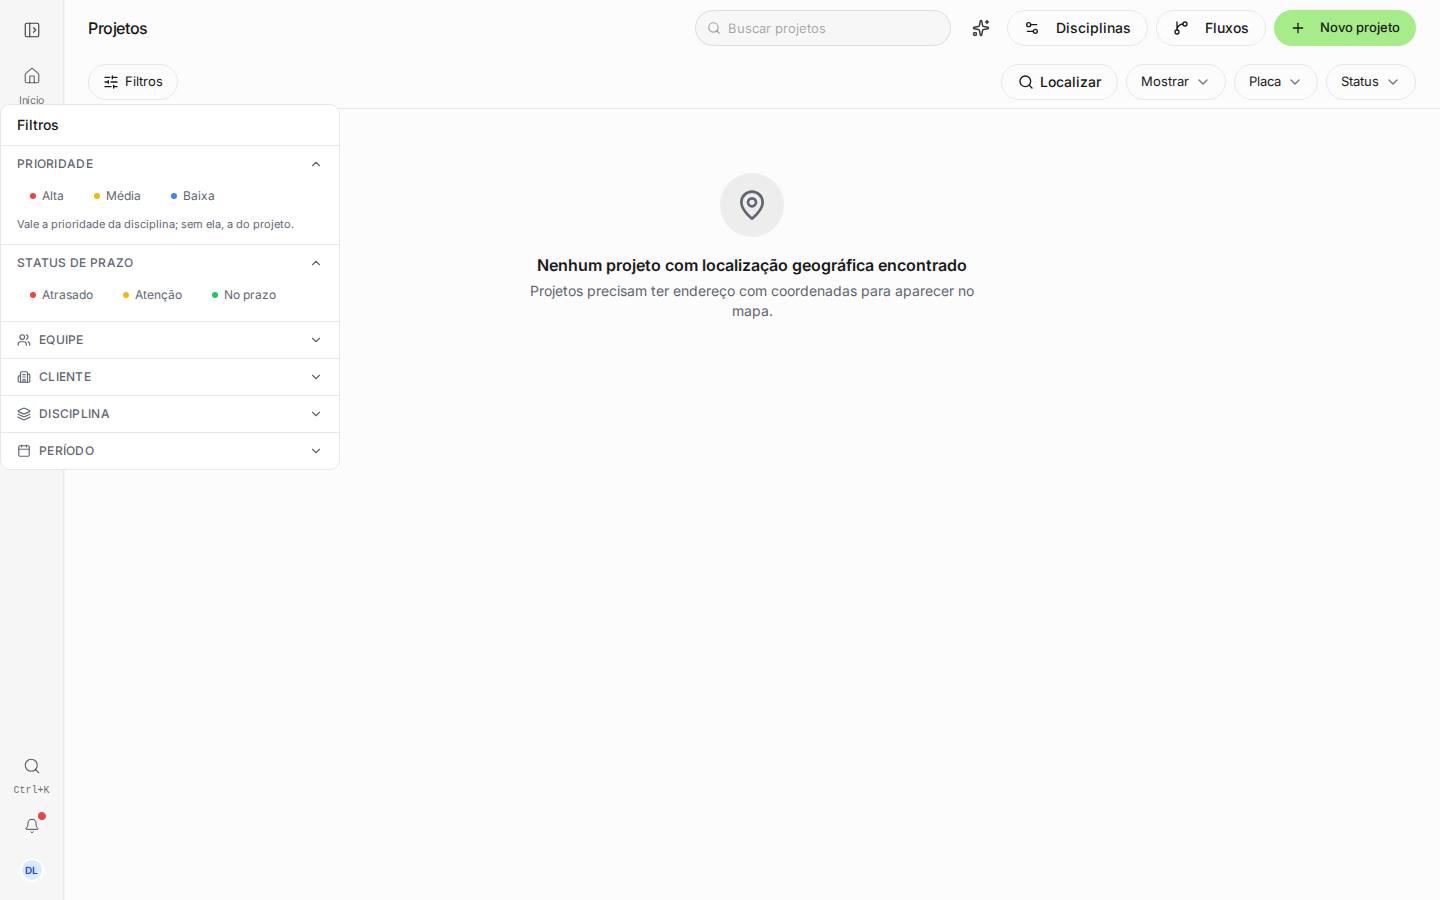 Projetos
Buscar projetos
Disciplinas
Fluxos
Novo projeto
Início
Filtros
Localizar
Mostrar
Placa
Status
Filtros
PRIORIDADE
Alta
Média
Baixa
Vale a prioridade da disciplina; sem ela, a do projeto.
STATUS DE PRAZO
Atrasado
Atenção
No prazo
EQUIPE
CLIENTE
DISCIPLINA
PERÍODO
Nenhum projeto com localização geográfica encontrado
Projetos precisam ter endereço com coordenadas para aparecer no
mapa.
Ctrl+K
DL